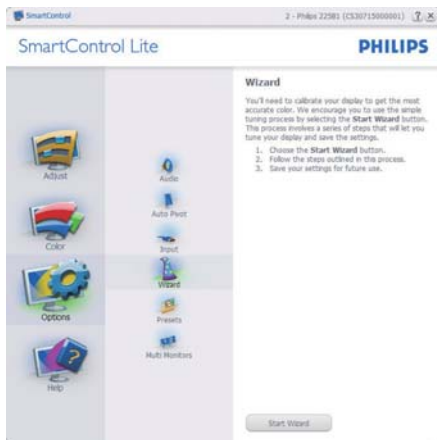 SmartControl
2 - Philips 225B1 (CS30715000001)
SmartControl Lite
PHILIPS
Adjust
Color
Options
Help
Audio
Auto Pivot
Input
Wizard
Presets
Multi Monitors
Wizard
You'll need to calibrate your display to get the most
accurate color. We encourage you to use the simple
tuning process by selecting the Start Wizard button.
This process involves a series of steps that will let you
tune your display and save the settings.
1. Choose the Start Wizard button.
2. Follow the steps outlined in this process.
3. Save your settings for future use.
Start Wizard